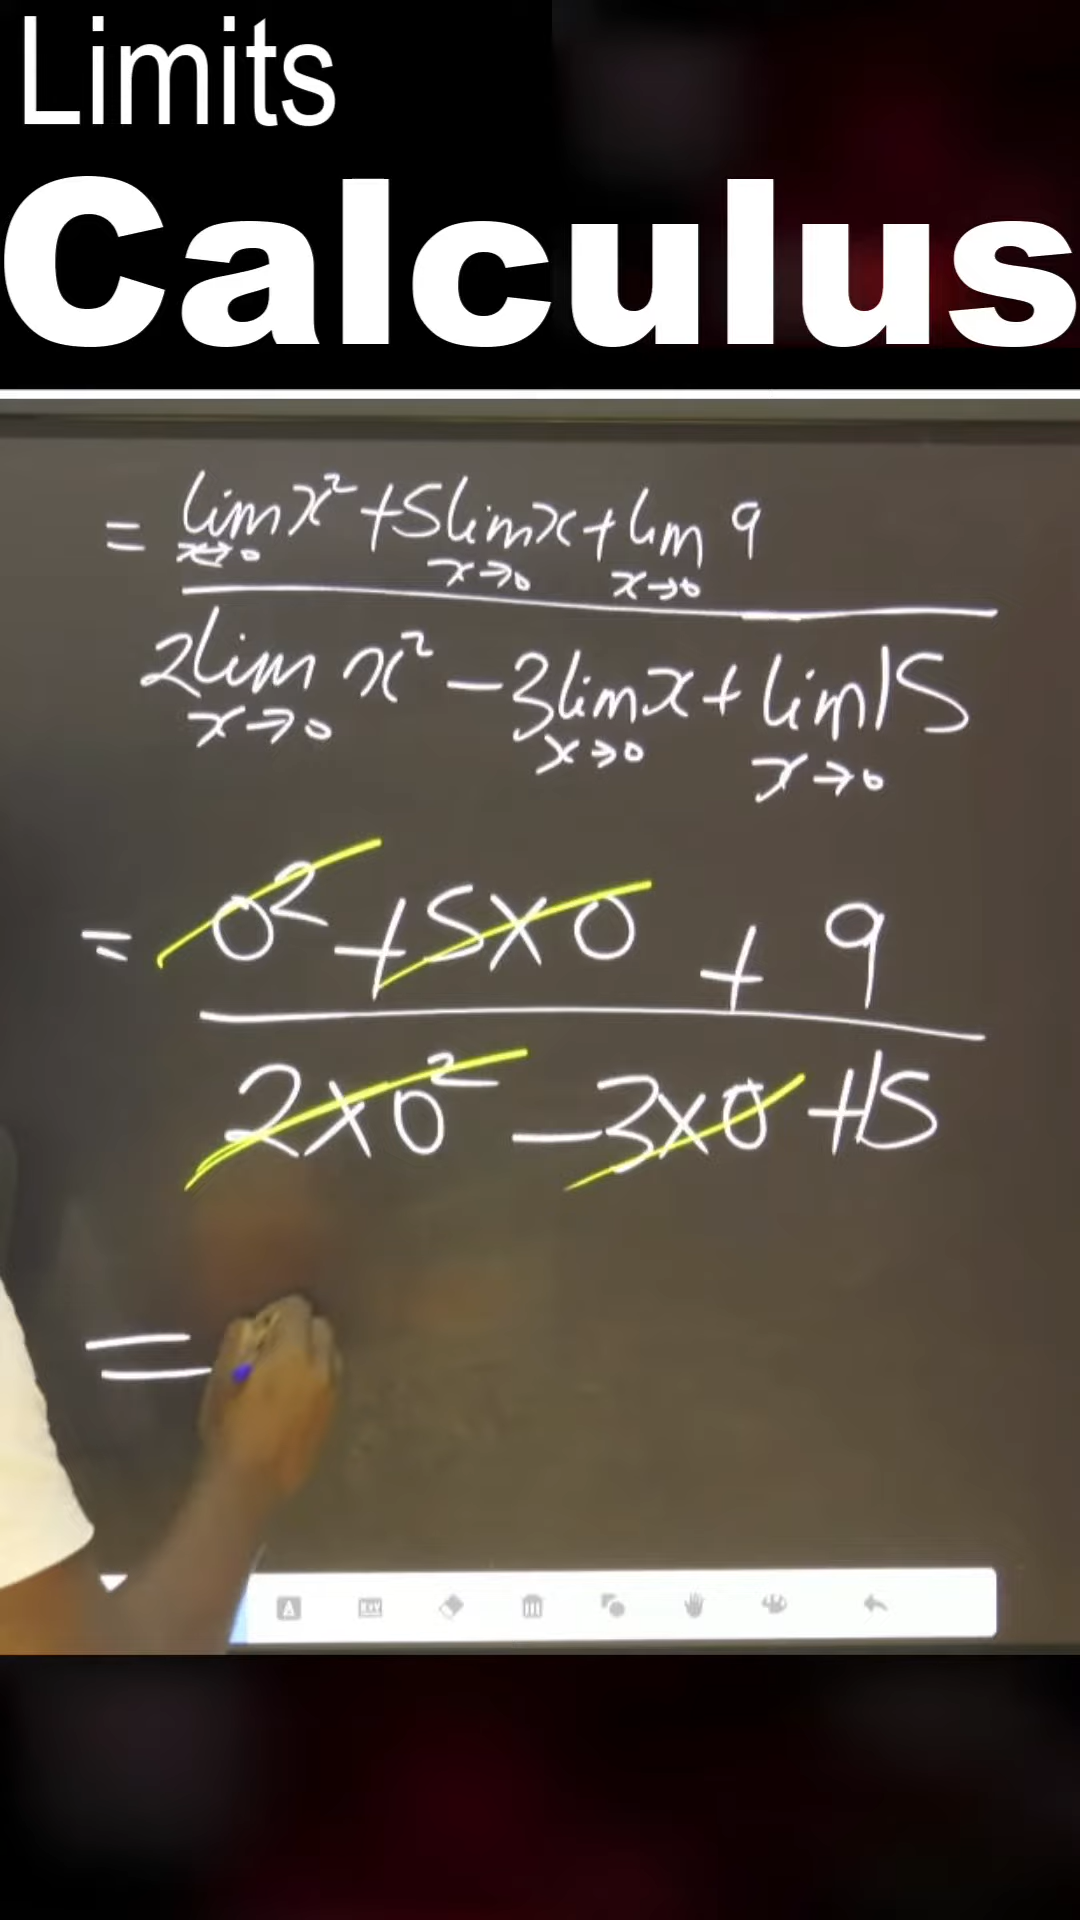 Limits
Calculus
= lim x² + 5 lim x + lim 9
x→0 x→0 x→0
2 lim x² − 3 lim x + lim 15
x→0 x→0 x→0
= 0² + 5 × 0 + 9
2 × 0² − 3 × 0 + 15
=
A